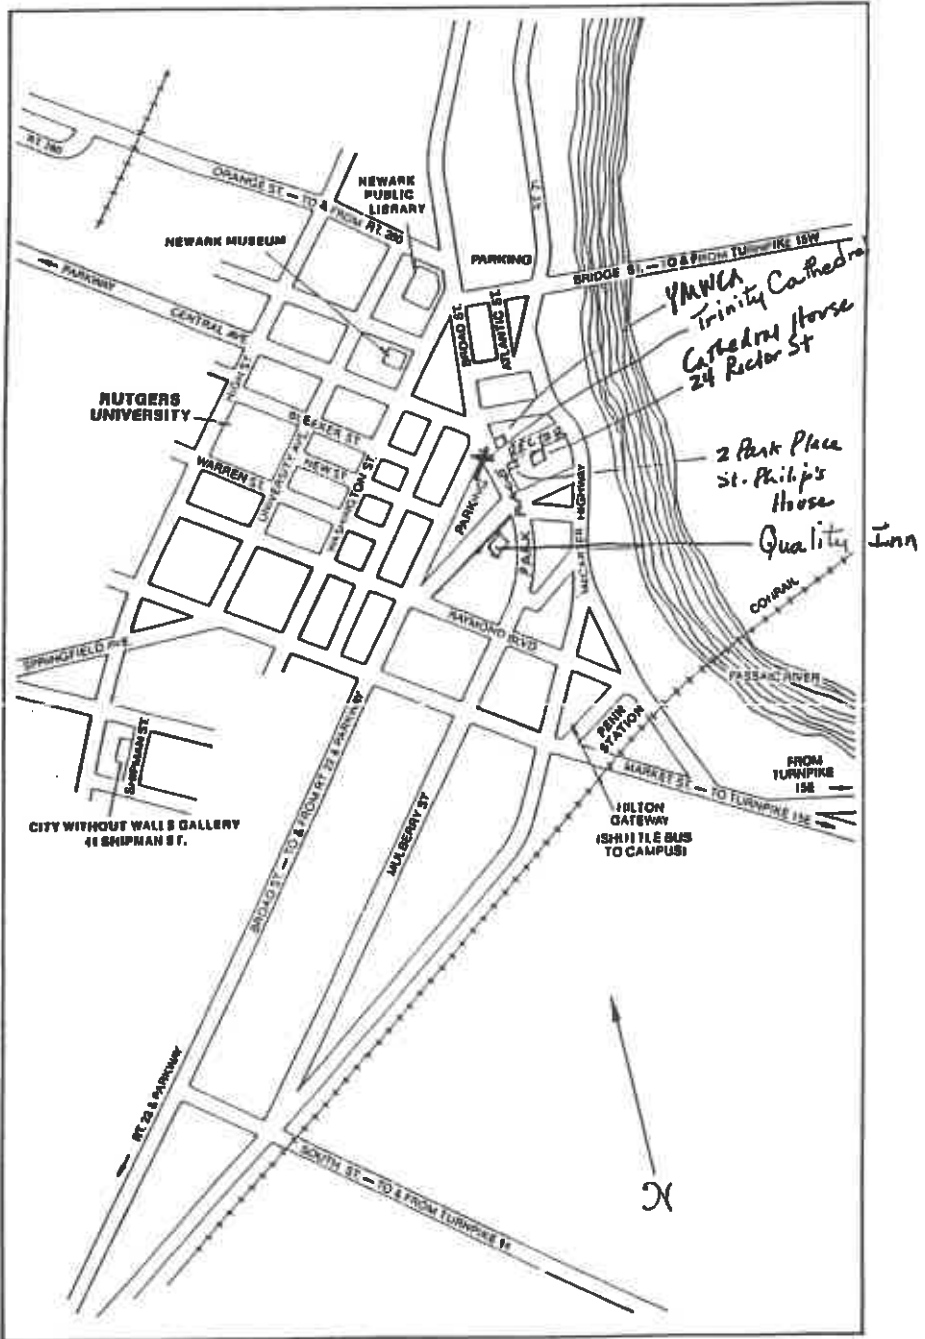 RT. 280
ORANGE ST. — TO & FROM RT. 280
NEWARK
PUBLIC
LIBRARY
NEWARK MUSEUM
PARKWAY
CENTRAL AVE.
PARKING
BRIDGE ST. — TO & FROM TURNPIKE 15W
YMWCA
Trinity Cathedral
Cathedral House
24 Rector St
BROAD ST.
ATLANTIC ST.
HIGH ST.
RUTGERS
UNIVERSITY
BLEEKER ST.
NEW ST.
WARREN ST.
UNIVERSITY AVE.
WASHINGTON ST.
PARKING
PARK
McCARTER HIGHWAY
2 Park Place
St. Philip's
House
Quality Inn
CONRAIL
RAYMOND BLVD
SPRINGFIELD AVE.
PASSAIC RIVER
PENN
STATION
SHIPMAN ST.
CITY WITHOUT WALLS GALLERY
41 SHIPMAN ST.
FROM
TURNPIKE
15E
MARKET ST. — TO TURNPIKE 15E
HILTON
GATEWAY
(SHUTTLE BUS
TO CAMPUS)
BROAD ST. — TO & FROM RT 22 & PARKWAY
MULBERRY ST
RT. 22 & PARKWAY
SOUTH ST. — TO & FROM TURNPIKE
N